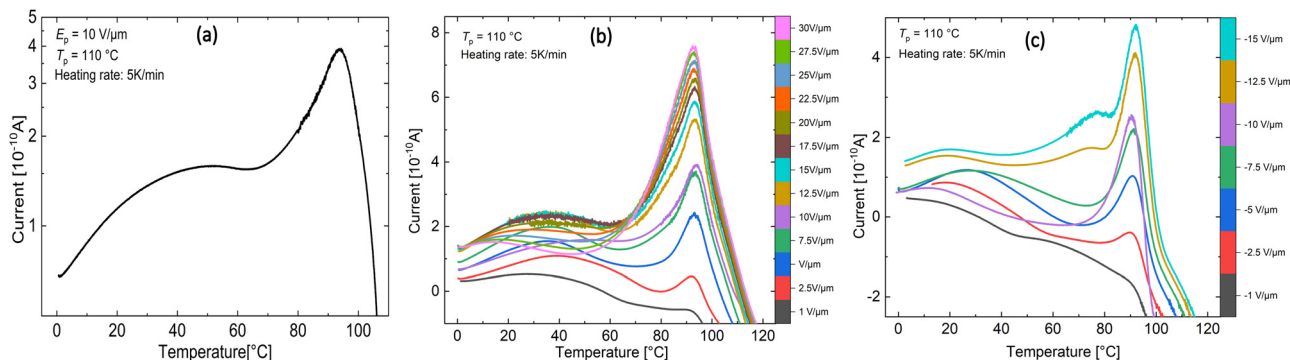 (a)
E_p = 10 V/µm
T_p = 110 °C
Heating rate: 5K/min
Current [10⁻¹⁰A]
5
4
3
2
1
0 20 40 60 80 100
Temperature[°C]
(b)
T_p = 110 °C
Heating rate: 5K/min
Current [10⁻¹⁰A]
8
6
4
2
0
0 20 40 60 80 100 120
Temperature [°C]
30V/µm
27.5V/µm
25V/µm
22.5V/µm
20V/µm
17.5V/µm
15V/µm
12.5V/µm
10V/µm
7.5V/µm
V/µm
2.5V/µm
1 V/µm
(c)
T_p = 110 °C
Heating rate: 5K/min
Current [10⁻¹⁰A]
4
2
0
-2
0 20 40 60 80 100 120
Temperature [°C]
-15 V/µm
-12.5 V/µm
-10 V/µm
-7.5 V/µm
-5 V/µm
-2.5 V/µm
-1 V/µm